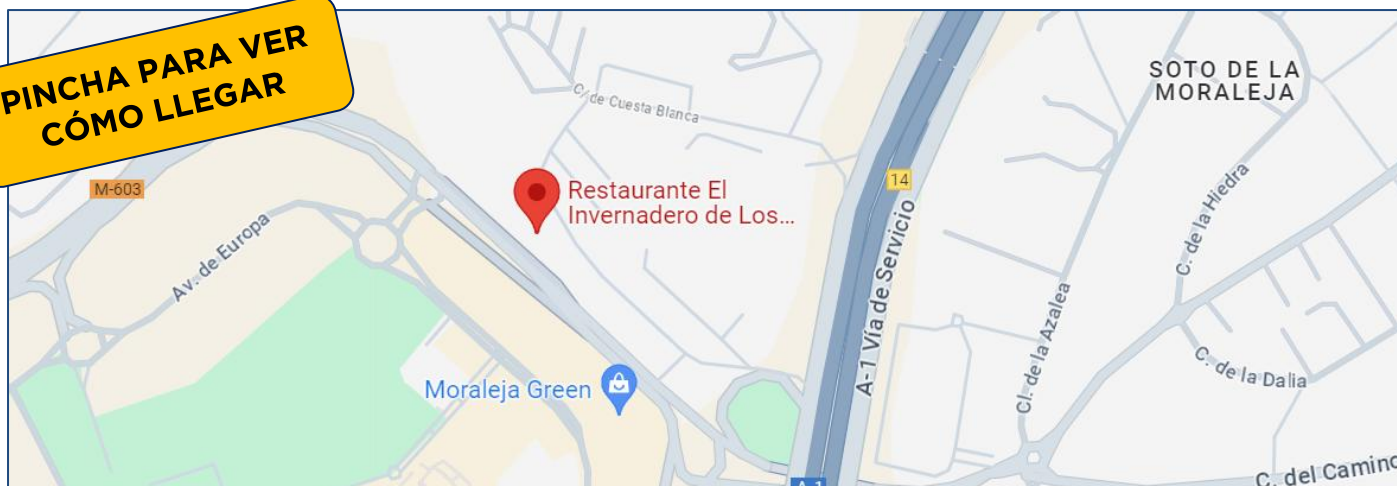 PINCHA PARA VER
CÓMO LLEGAR
SOTO DE LA
MORALEJA
C/ de Cuesta Blanca
M-603
14
Restaurante El
Invernadero de Los...
Av. de Europa
C. de la Hiedra
A-1 Vía de Servicio
Cl. de la Azalea
Moraleja Green
C. de la Dalia
C. del Camino
A-1